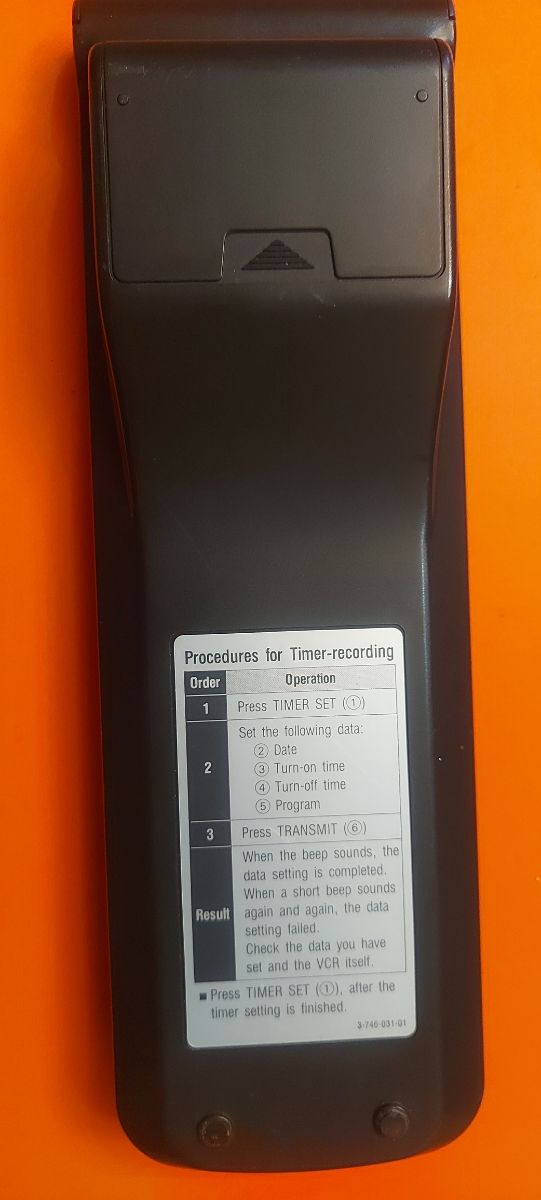 Procedures for Timer-recording
Order Operation
1 Press TIMER SET (①)
2
Set the following data:
② Date
③ Turn-on time
④ Turn-off time
⑤ Program
3 Press TRANSMIT (⑥)
Result
When the beep sounds, the
data setting is completed.
When a short beep sounds
again and again, the data
setting failed.
Check the data you have
set and the VCR itself.
■ Press TIMER SET (①), after the
timer setting is finished.
3-746-031-01